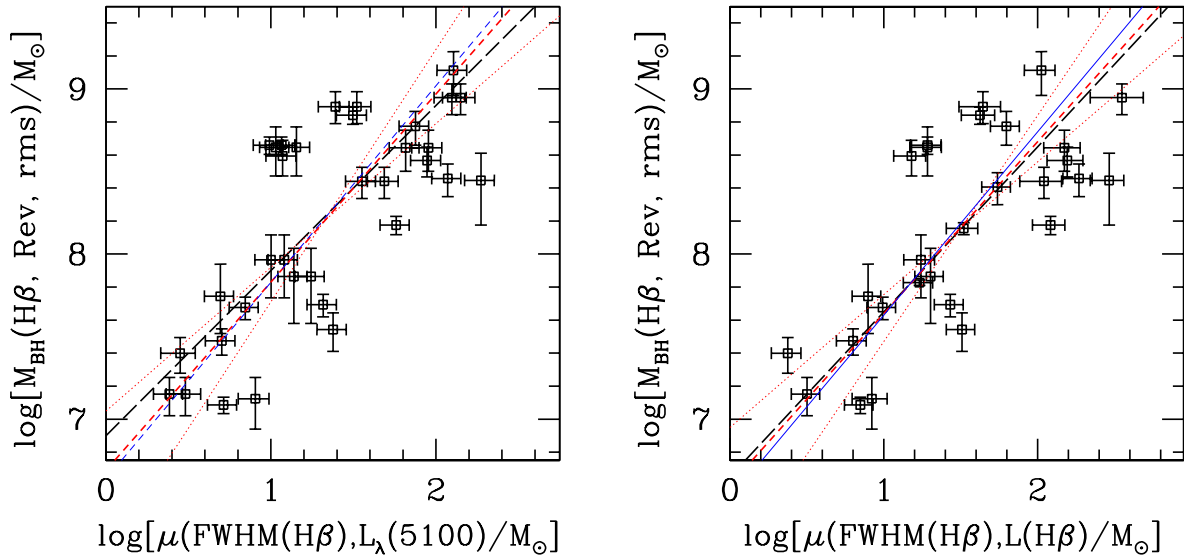 log[M_BH(Hβ, Rev, rms)/M_⊙]
9
8
7
0 1 2
log[μ(FWHM(Hβ),L_λ(5100)/M_⊙]
log[M_BH(Hβ, Rev, rms)/M_⊙]
9
8
7
0 1 2
log[μ(FWHM(Hβ),L(Hβ)/M_⊙]